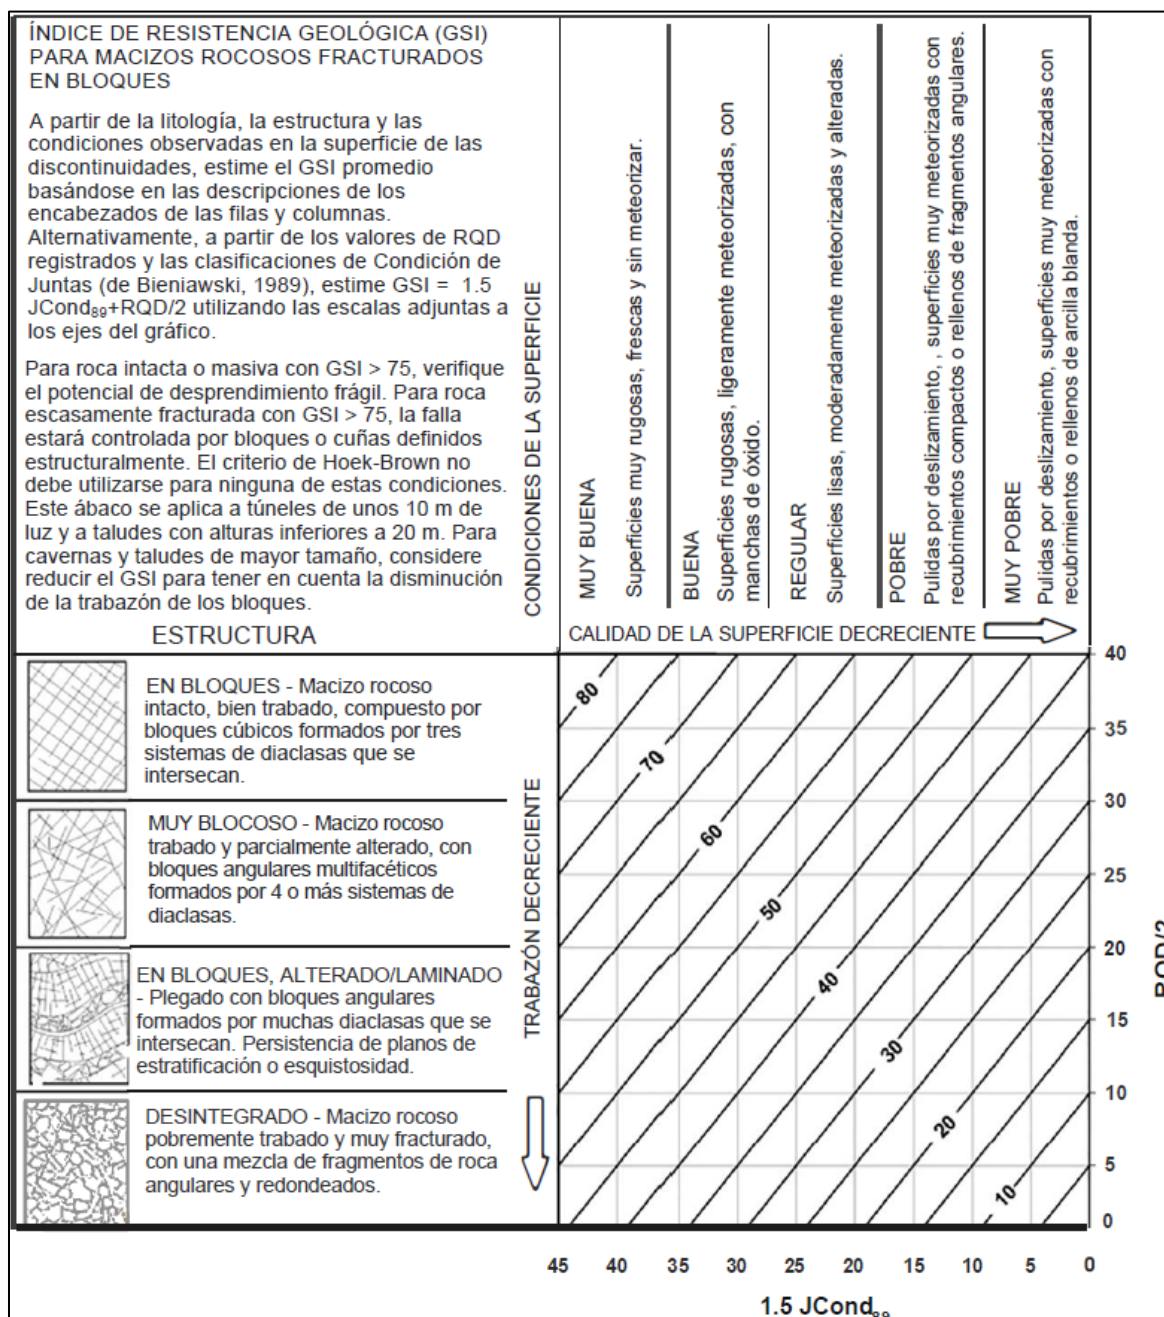 ÍNDICE DE RESISTENCIA GEOLÓGICA (GSI)
PARA MACIZOS ROCOSOS FRACTURADOS
EN BLOQUES
A partir de la litología, la estructura y las
condiciones observadas en la superficie de las
discontinuidades, estime el GSI promedio
basándose en las descripciones de los
encabezados de las filas y columnas.
Alternativamente, a partir de los valores de RQD
registrados y las clasificaciones de Condición de
Juntas (de Bieniawski, 1989), estime GSI = 1.5
JCond89+RQD/2 utilizando las escalas adjuntas a
los ejes del gráfico.
Para roca intacta o masiva con GSI > 75, verifique
el potencial de desprendimiento frágil. Para roca
escasamente fracturada con GSI > 75, la falla
estará controlada por bloques o cuñas definidos
estructuralmente. El criterio de Hoek-Brown no
debe utilizarse para ninguna de estas condiciones.
Este ábaco se aplica a túneles de unos 10 m de
luz y a taludes con alturas inferiores a 20 m. Para
cavernas y taludes de mayor tamaño, considere
reducir el GSI para tener en cuenta la disminución
de la trabazón de los bloques.
ESTRUCTURA
CONDICIONES DE LA SUPERFICIE
MUY BUENA
Superficies muy rugosas, frescas y sin meteorizar.
BUENA
Superficies rugosas, ligeramente meteorizadas, con
manchas de óxido.
REGULAR
Superficies lisas, moderadamente meteorizadas y alteradas.
POBRE
Pulidas por deslizamiento, , superficies muy meteorizadas con
recubrimientos compactos o rellenos de fragmentos angulares.
MUY POBRE
Pulidas por deslizamiento, superficies muy meteorizadas con
recubrimientos o rellenos de arcilla blanda.
CALIDAD DE LA SUPERFICIE DECRECIENTE
EN BLOQUES - Macizo rocoso
intacto, bien trabado, compuesto por
bloques cúbicos formados por tres
sistemas de diaclasas que se
intersecan.
MUY BLOCOSO - Macizo rocoso
trabado y parcialmente alterado, con
bloques angulares multifacéticos
formados por 4 o más sistemas de
diaclasas.
EN BLOQUES, ALTERADO/LAMINADO
- Plegado con bloques angulares
formados por muchas diaclasas que se
intersecan. Persistencia de planos de
estratificación o esquistosidad.
DESINTEGRADO - Macizo rocoso
pobremente trabado y muy fracturado,
con una mezcla de fragmentos de roca
angulares y redondeados.
TRABAZÓN DECRECIENTE
80
70
60
50
40
30
20
10
40
35
30
25
20
15
10
5
0
RQD/2
45 40 35 30 25 20 15 10 5 0
1.5 JCond89